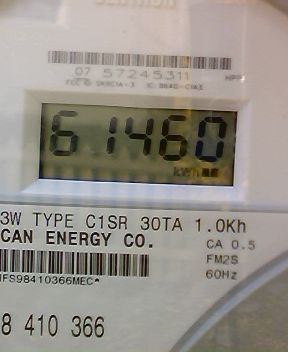 07 57245311
61460
kWh
3W TYPE C1SR 30TA 1.0Kh
CAN ENERGY CO.
CA 0.5
FM2S
60Hz
IFS98410366MEC*
8 410 366